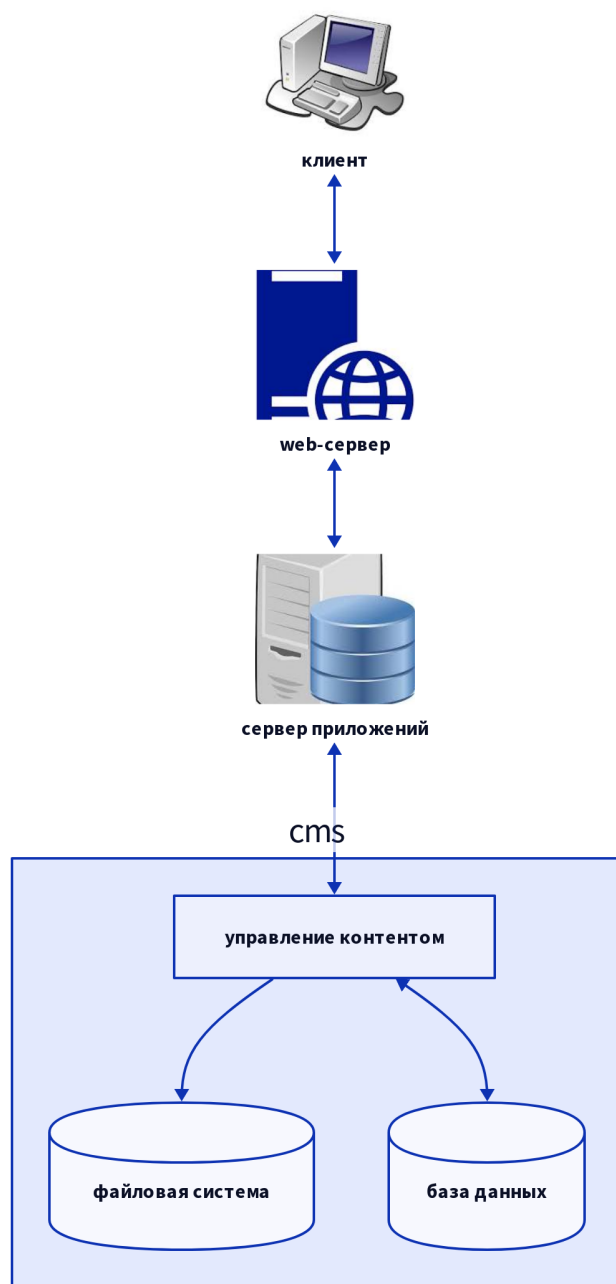 клиент
web-сервер
сервер приложений
cms
управление контентом
файловая система
база данных